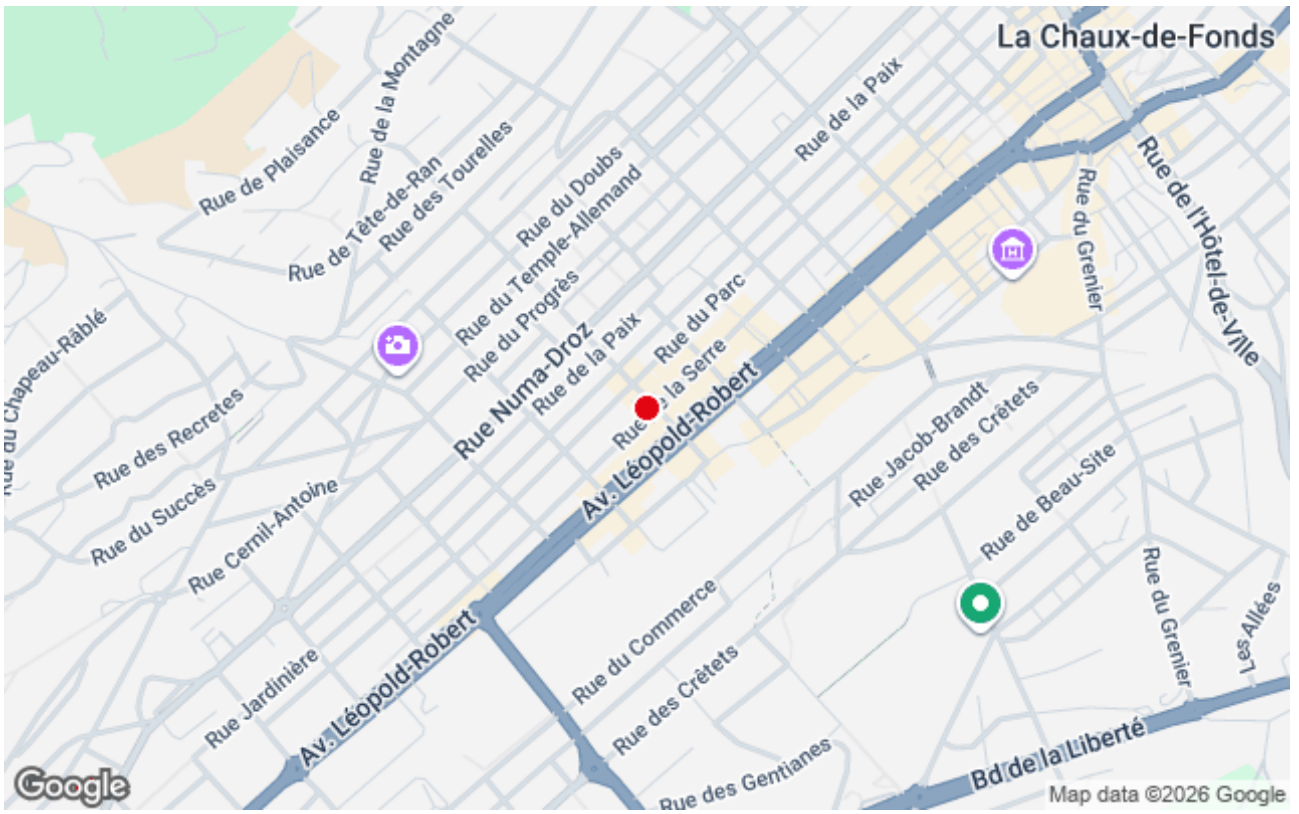 La Chaux-de-Fonds
Rue de la Montagne
Rue de la Paix
Rue de Plaisance
Rue des Tourelles
Rue de Tête-de-Ran
Rue du Doubs
Rue du Temple-Allemand
Rue de l'Hôtel-de-Ville
Rue du Grenier
Rue du Progrès
Rue du Parc
Rue du Chapeau-Râblé
Rue Numa-Droz
Rue de la Paix
Rue la Serre
Av. Léopold-Robert
Rue des Recretes
Rue Jacob-Brandt
Rue des Crêtets
Rue du Succès
Rue Cernil-Antoine
Rue de Beau-Site
Rue du Grenier
Les Allées
Rue du Commerce
Rue Jardinière
Av. Léopold-Robert
Rue des Crêtets
Rue des Gentianes
Bd de la Liberté
Google
Map data ©2026 Google